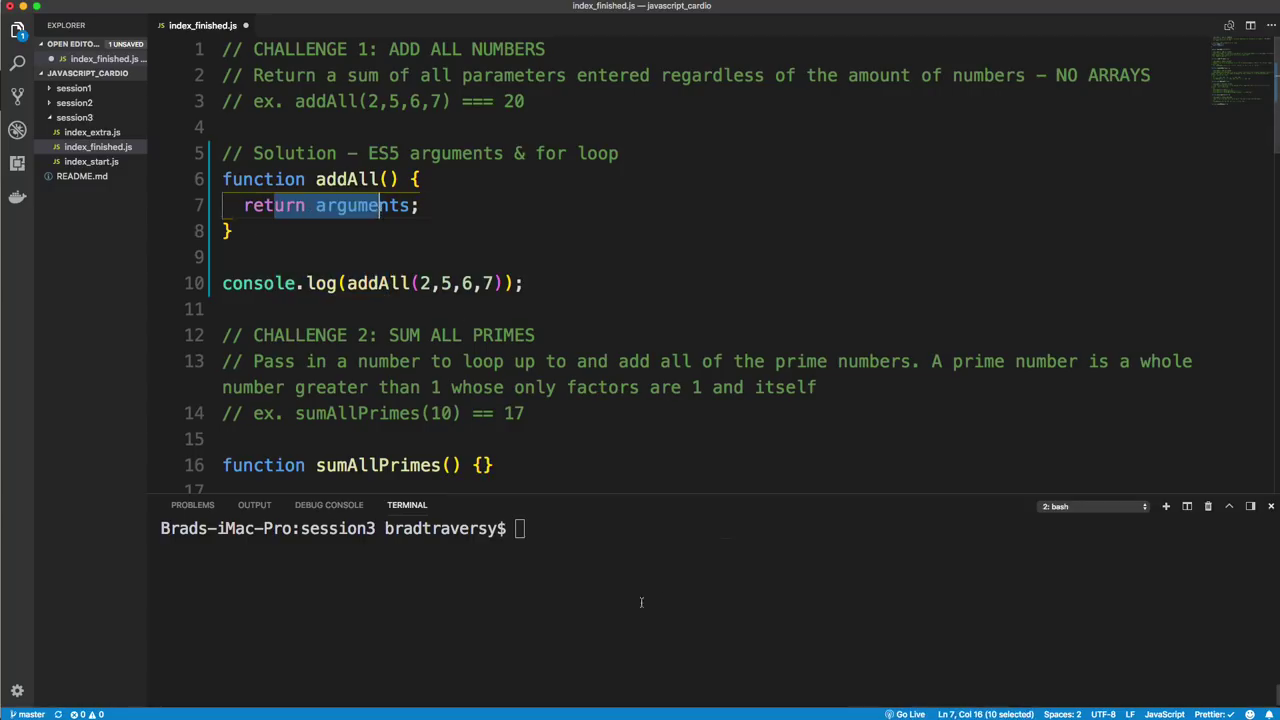 index_finished.js — javascript_cardio
EXPLORER
index_finished.js ●
OPEN EDITO... 1 UNSAVED
● JS index_finished.js ...
JAVASCRIPT_CARDIO
session1
session2
session3
JS index_extra.js
JS index_finished.js
JS index_start.js
README.md
1 // CHALLENGE 1: ADD ALL NUMBERS
2 // Return a sum of all parameters entered regardless of the amount of numbers - NO ARRAYS
3 // ex. addAll(2,5,6,7) === 20
4
5 // Solution - ES5 arguments & for loop
6 function addAll() {
7 return arguments;
8 }
9
10 console.log(addAll(2,5,6,7));
11
12 // CHALLENGE 2: SUM ALL PRIMES
13 // Pass in a number to loop up to and add all of the prime numbers. A prime number is a whole
number greater than 1 whose only factors are 1 and itself
14 // ex. sumAllPrimes(10) == 17
15
16 function sumAllPrimes() {}
17
PROBLEMS OUTPUT DEBUG CONSOLE TERMINAL 2: bash
Brads-iMac-Pro:session3 bradtraversy$
master 0 0 Go Live Ln 7, Col 16 (10 selected) Spaces: 2 UTF-8 LF JavaScript Prettier: ✓